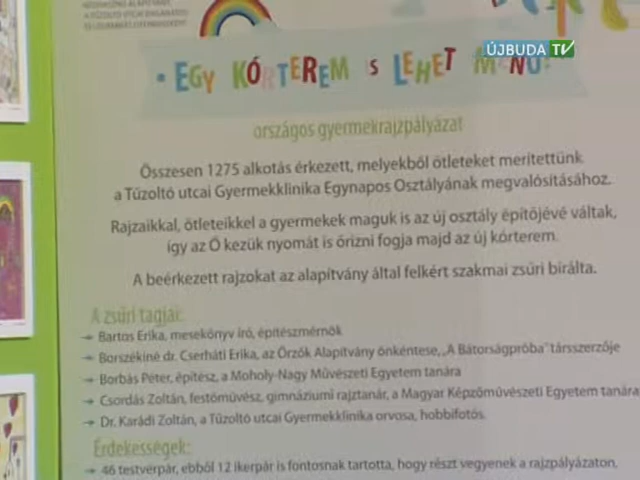 A TŰZOLTÓ UTCAI
ÚJBUDA TV
• EGY KÓRTEREM IS LEHET MENŐ!
országos gyermekrajzpályázat
Összesen 1275 alkotás érkezett, melyekből ötleteket merítettünk
a Tűzoltó utcai Gyermekklinika Egynapos Osztályának megvalósításához.
Rajzaikkal, ötleteikkel a gyermekek maguk is az új osztály építőjévé váltak,
így az Ő kezük nyomát is őrizni fogja majd az új kórterem.
A beérkezett rajzokat az alapítvány által felkért szakmai zsűri bírálta.
A zsűri tagjai:
→ Bartos Erika, mesekönyv író, építészmérnök
→ Borszékiné dr. Cserháti Erika, az Őrzők Alapítvány önkéntese, „A Bátorságpróba" társszerzője
→ Borbás Péter, építész, a Moholy-Nagy Művészeti Egyetem tanára
→ Csordás Zoltán, festőművész, gimnáziumi rajztanár, a Magyar Képzőművészeti Egyetem tanára
→ Dr. Karádi Zoltán, a Tűzoltó utcai Gyermekklinika orvosa, hobbifotós.
Érdekességek:
→ 46 testvérpár, ebből 12 ikerpár is fontosnak tartotta, hogy részt vegyenek a rajzpályázaton,